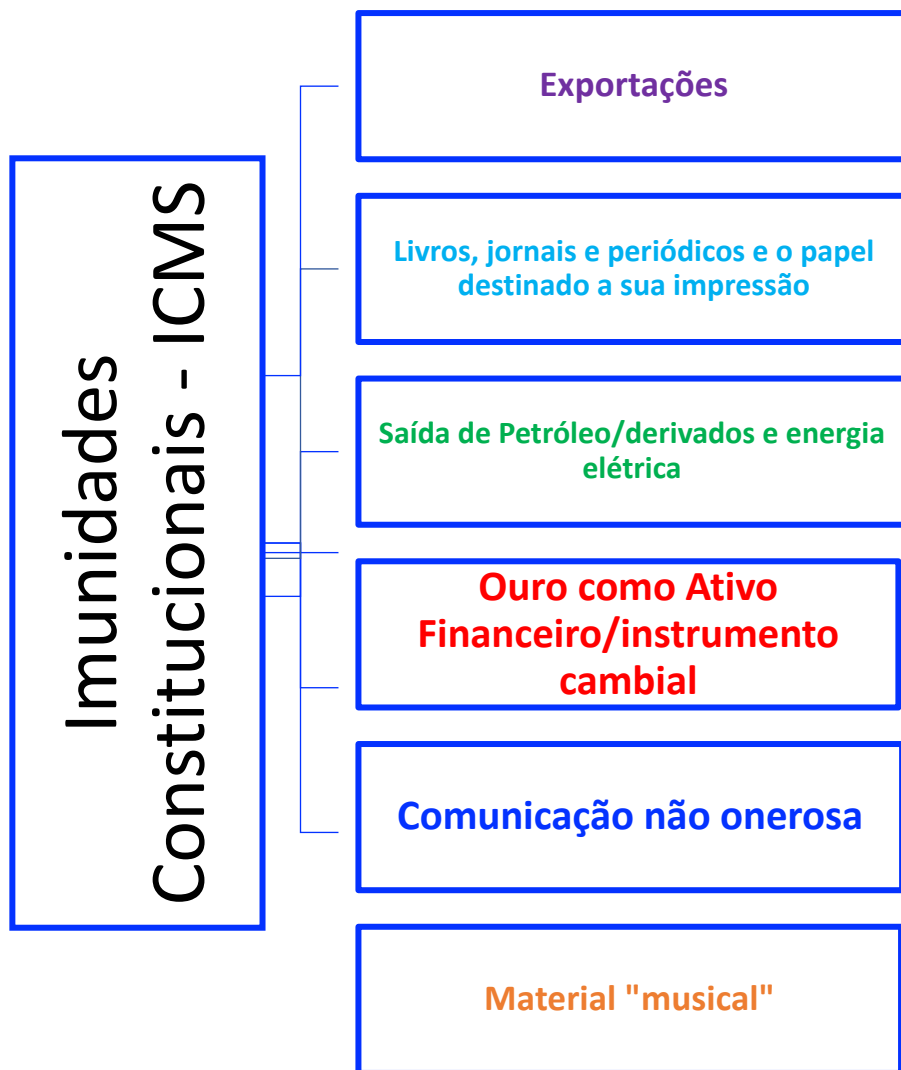 Imunidades
Constitucionais - ICMS
Exportações
Livros, jornais e periódicos e o papel
destinado a sua impressão
Saída de Petróleo/derivados e energia
elétrica
Ouro como Ativo
Financeiro/instrumento
cambial
Comunicação não onerosa
Material "musical"